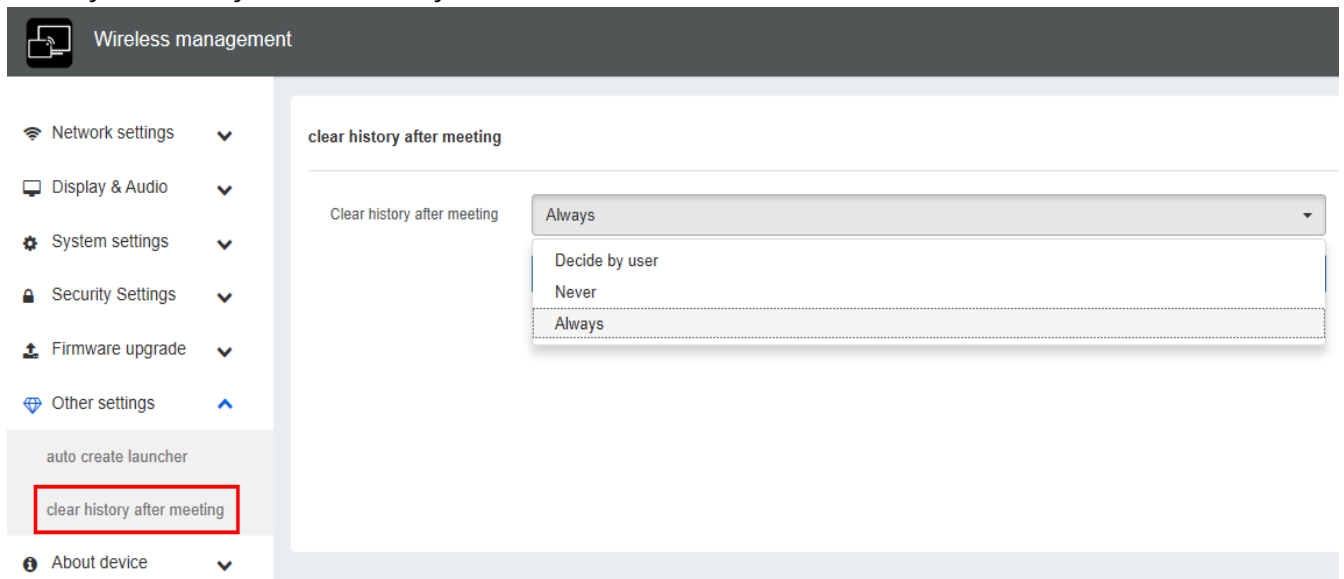 Wireless management
Network settings
Display & Audio
System settings
Security Settings
Firmware upgrade
Other settings
auto create launcher
clear history after meeting
About device
clear history after meeting
Clear history after meeting
Always
Decide by user
Never
Always